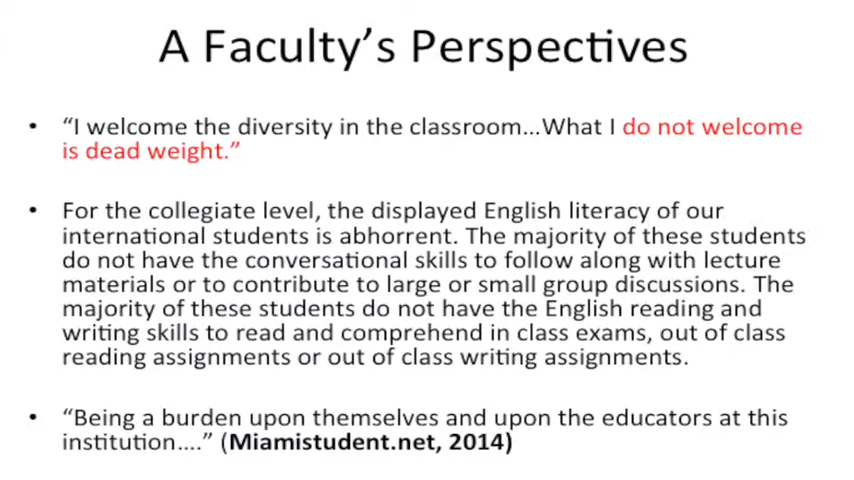 A Faculty's Perspectives
• “I welcome the diversity in the classroom…What I do not welcome
is dead weight.”
• For the collegiate level, the displayed English literacy of our
international students is abhorrent. The majority of these students
do not have the conversational skills to follow along with lecture
materials or to contribute to large or small group discussions. The
majority of these students do not have the English reading and
writing skills to read and comprehend in class exams, out of class
reading assignments or out of class writing assignments.
• “Being a burden upon themselves and upon the educators at this
institution….” (Miamistudent.net, 2014)